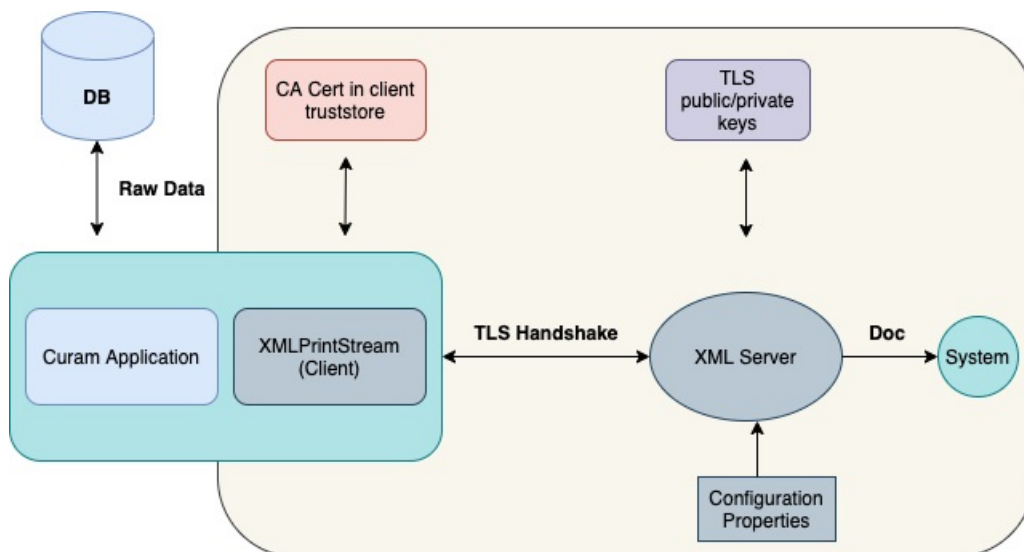 DB
CA Cert in client
truststore
TLS
public/private
keys
Raw Data
Curam Application
XMLPrintStream
(Client)
TLS Handshake
XML Server
Doc
System
Configuration
Properties